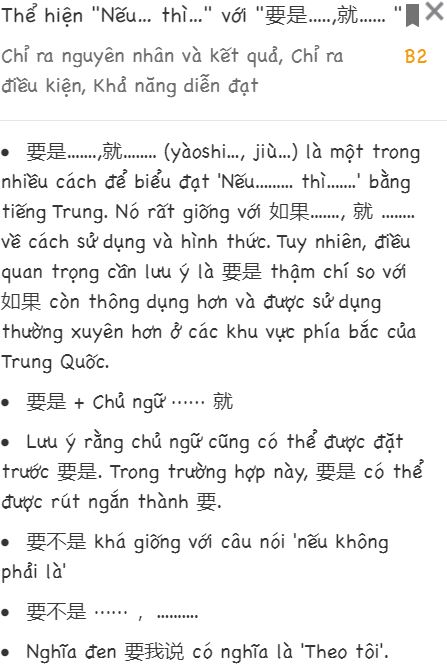 Thể hiện "Nếu... thì..." với "要是.....,就...... "
Chỉ ra nguyên nhân và kết quả, Chỉ ra
điều kiện, Khả năng diễn đạt
B2
• 要是.......,就........ (yàoshi..., jiù...) là một trong
nhiều cách để biểu đạt 'Nếu......... thì.......' bằng
tiếng Trung. Nó rất giống với 如果......., 就 ........
về cách sử dụng và hình thức. Tuy nhiên, điều
quan trọng cần lưu ý là 要是 thậm chí so với
如果 còn thông dụng hơn và được sử dụng
thường xuyên hơn ở các khu vực phía bắc của
Trung Quốc.
• 要是 + Chủ ngữ ⋯⋯ 就
• Lưu ý rằng chủ ngữ cũng có thể được đặt
trước 要是. Trong trường hợp này, 要是 có thể
được rút ngắn thành 要.
• 要不是 khá giống với câu nói 'nếu không
phải là'
• 要不是 ⋯⋯ ，..........
• Nghĩa đen 要我说 có nghĩa là 'Theo tôi'.